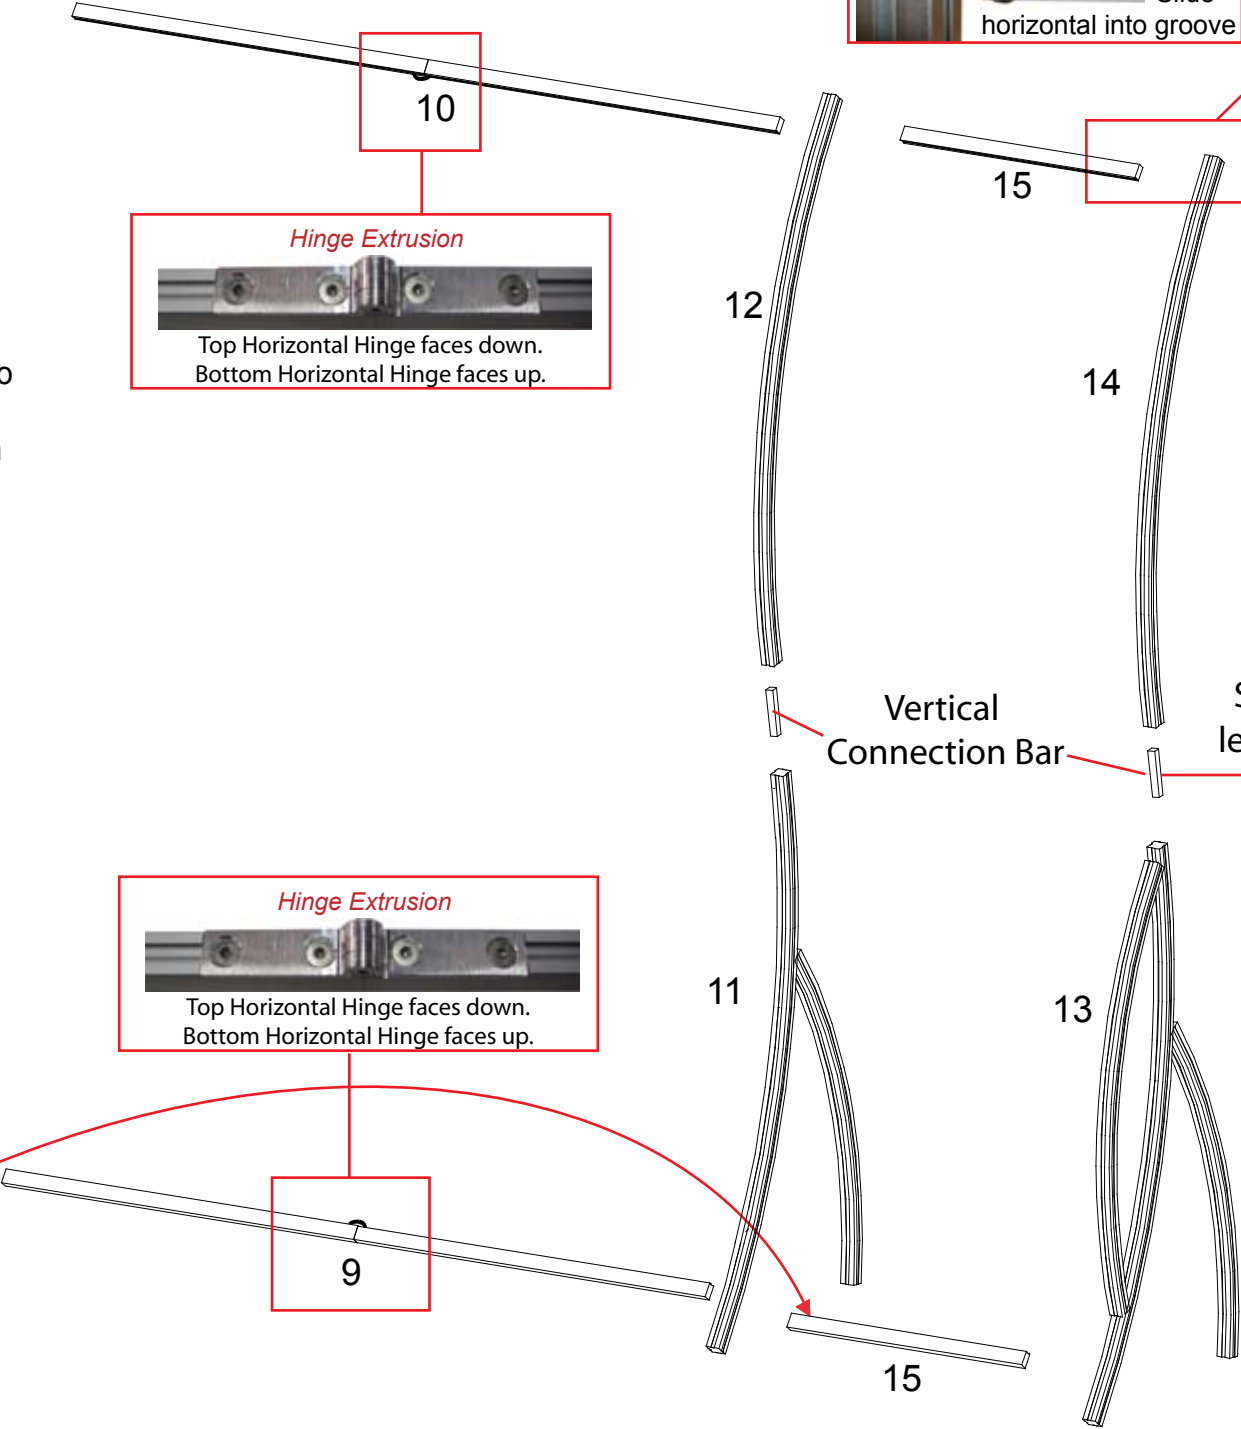 horizontal into groove
10
15
Hinge Extrusion
Top Horizontal Hinge faces down.
Bottom Horizontal Hinge faces up.
12
14
Vertical
Connection Bar
Hinge Extrusion
Top Horizontal Hinge faces down.
Bottom Horizontal Hinge faces up.
11
13
9
15